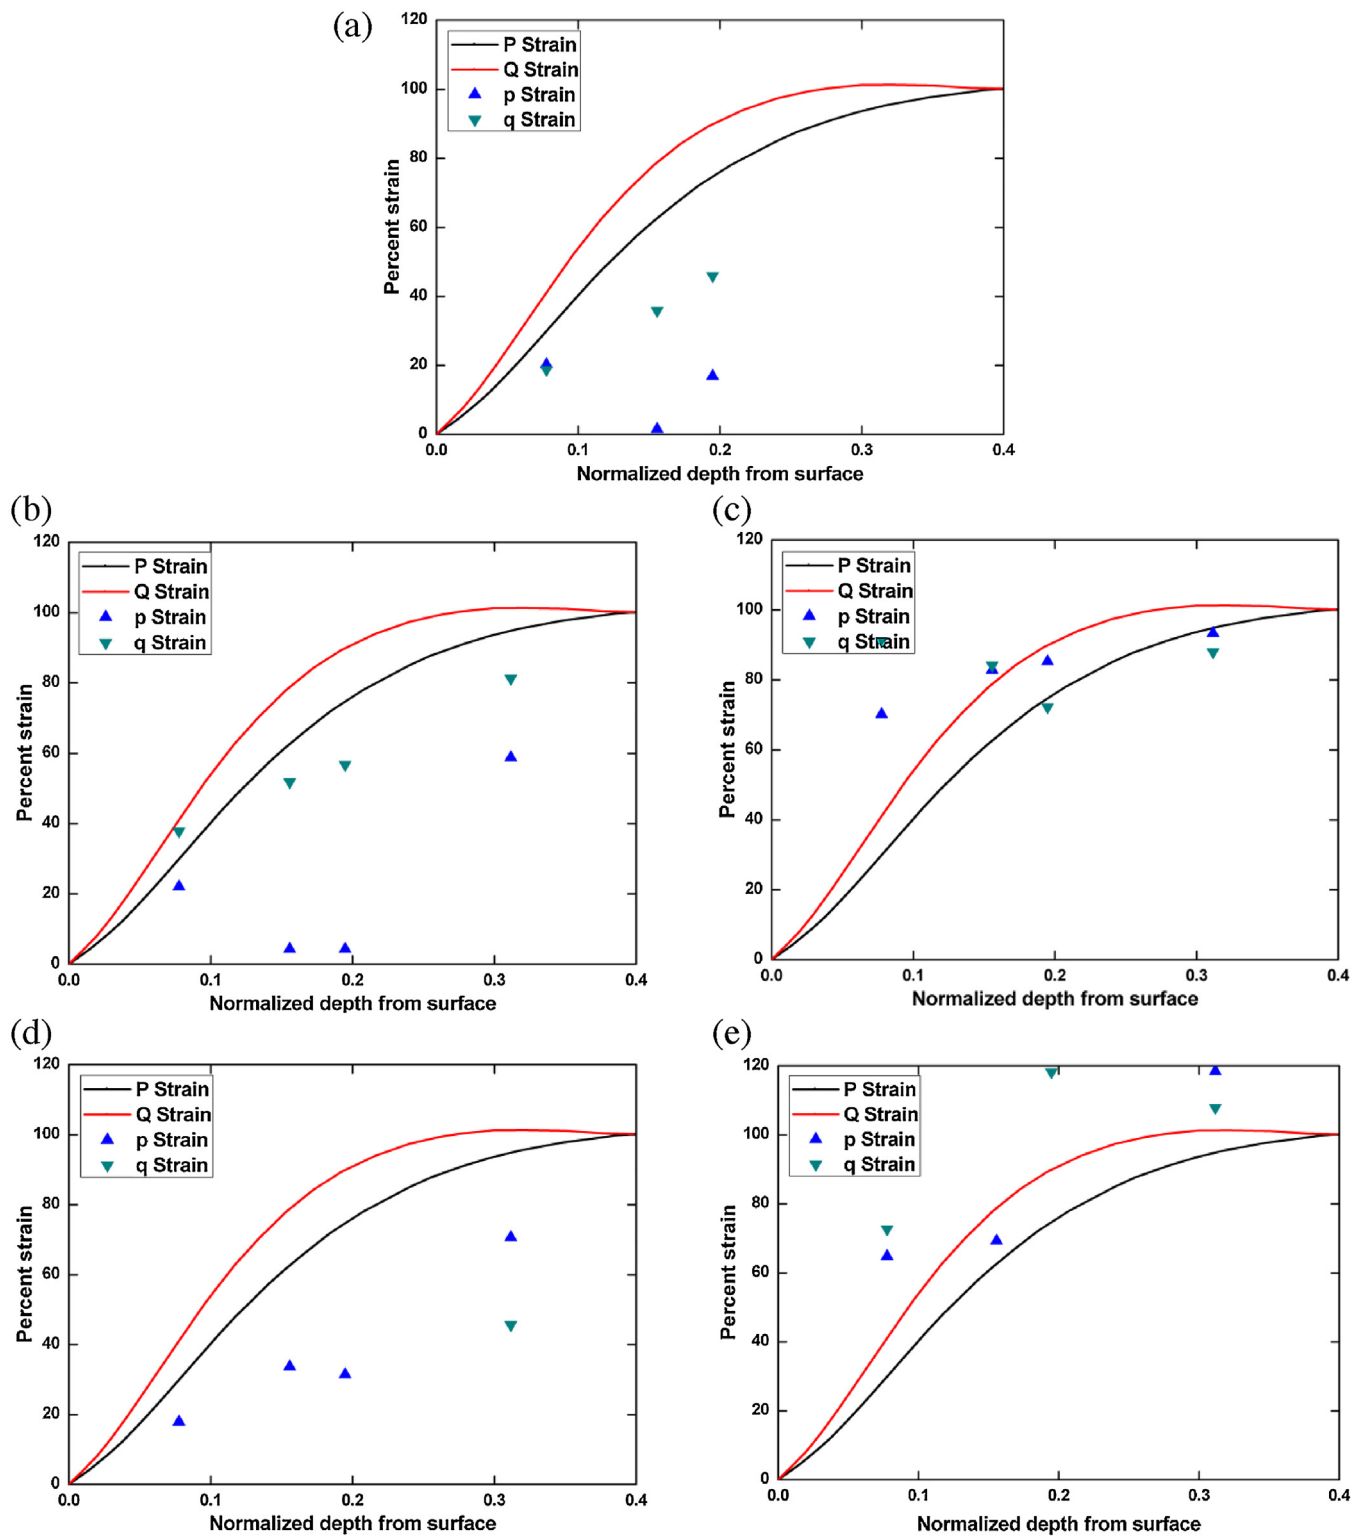 (a)
120
100
80
60
40
20
0
Percent strain
P Strain
Q Strain
p Strain
q Strain
0.0 0.1 0.2 0.3 0.4
Normalized depth from surface
(b)
120
100
80
60
40
20
0
Percent strain
P Strain
Q Strain
p Strain
q Strain
0.0 0.1 0.2 0.3 0.4
Normalized depth from surface
(c)
120
100
80
60
40
20
0
Percent strain
P Strain
Q Strain
p Strain
q Strain
0.0 0.1 0.2 0.3 0.4
Normalized depth from surface
(d)
120
100
80
60
40
20
0
Percent strain
P Strain
Q Strain
p Strain
q Strain
0.0 0.1 0.2 0.3 0.4
Normalized depth from surface
(e)
120
100
80
60
40
20
0
Percent strain
P Strain
Q Strain
p Strain
q Strain
0.0 0.1 0.2 0.3 0.4
Normalized depth from surface